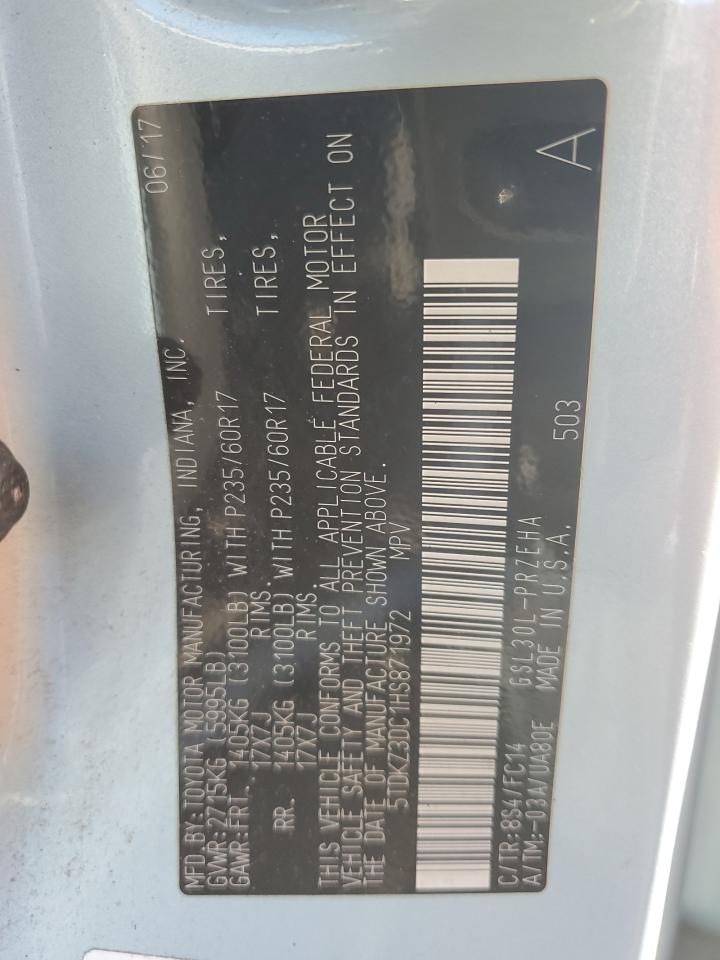 MFD.BY:TOYOTA MOTOR MANUFACTURING, INDIANA, INC. 06/17
GVWR:2715KG (5995LB)
GAWR:FRT. 1405KG (3100LB) WITH P235/60R17 TIRES,
17X7J RIMS.
RR. 1405KG (3100LB) WITH P235/60R17 TIRES,
17X7J RIMS.
THIS VEHICLE CONFORMS TO ALL APPLICABLE FEDERAL MOTOR
VEHICLE SAFETY AND THEFT PREVENTION STANDARDS IN EFFECT ON
THE DATE OF MANUFACTURE SHOWN ABOVE.
5TDKZ3DC1HS871972 MPV
C/TR:8S4/FC14 GSL30L-PRZEHA
A/TM:-03A/UA80E MADE IN U.S.A. 503
A